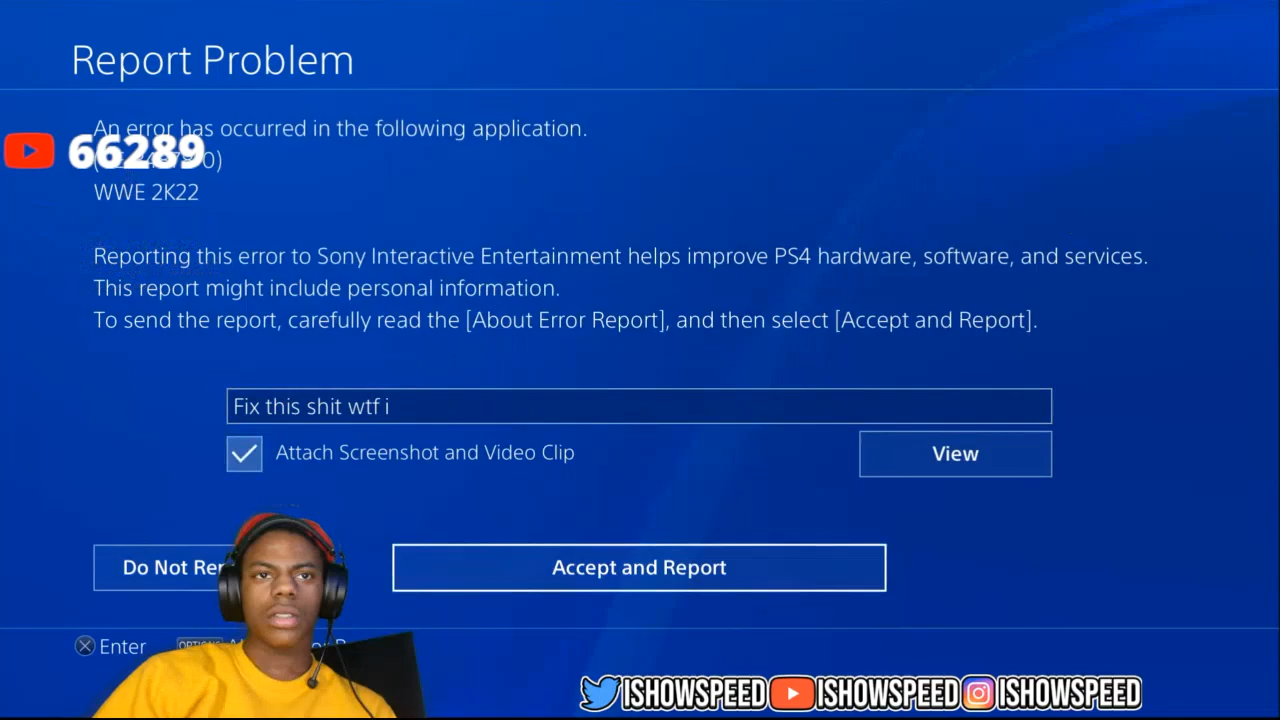 Report Problem
An error has occurred in the following application.
66289
WWE 2K22
Reporting this error to Sony Interactive Entertainment helps improve PS4 hardware, software, and services.
This report might include personal information.
To send the report, carefully read the [About Error Report], and then select [Accept and Report].
Fix this shit wtf i
Attach Screenshot and Video Clip
View
Do Not
Accept and Report
Enter
OPTIONS
ISHOWSPEED ISHOWSPEED ISHOWSPEED